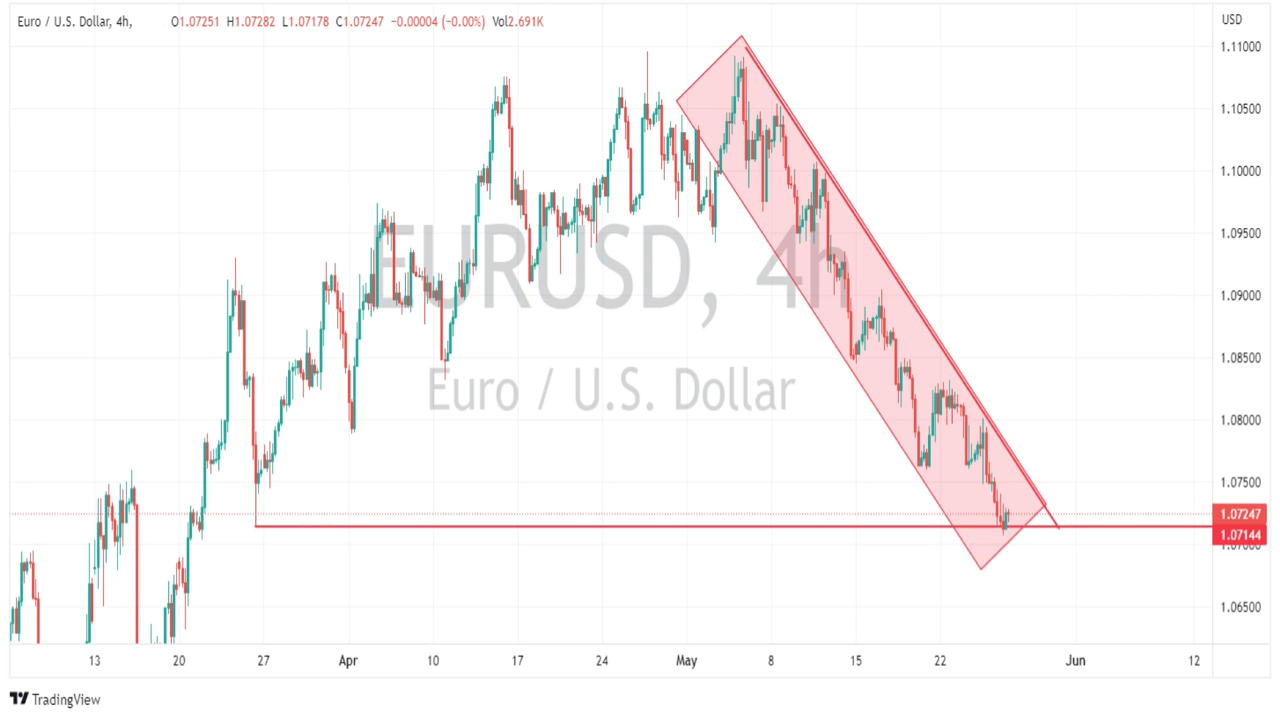 Euro / U.S. Dollar, 4h, O1.07251 H1.07282 L1.07178 C1.07247 −0.00004 (−0.00%) Vol2.691K
USD
1.11000
1.10500
1.10000
1.09500
EURUSD, 4h
1.09000
1.08500
Euro / U.S. Dollar
1.08000
1.07500
1.07247
1.07144
1.07000
1.06500
13 20 27 Apr 10 17 24 May 8 15 22 Jun 12
TradingView